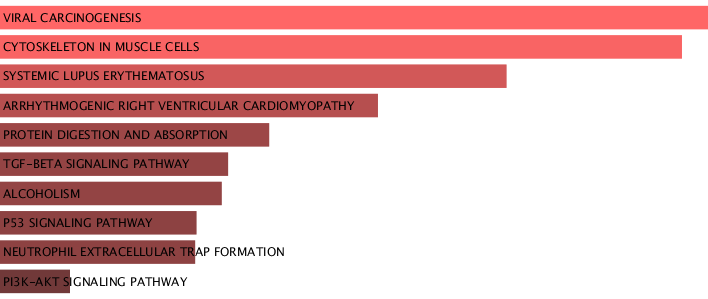 VIRAL CARCINOGENESIS
CYTOSKELETON IN MUSCLE CELLS
SYSTEMIC LUPUS ERYTHEMATOSUS
ARRHYTHMOGENIC RIGHT VENTRICULAR CARDIOMYOPATHY
PROTEIN DIGESTION AND ABSORPTION
TGF-BETA SIGNALING PATHWAY
ALCOHOLISM
P53 SIGNALING PATHWAY
NEUTROPHIL EXTRACELLULAR TRAP FORMATION
PI3K-AKT SIGNALING PATHWAY